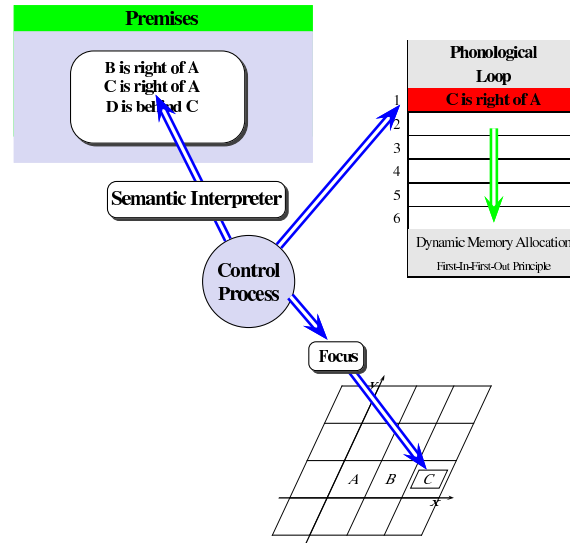 Premises
B is right of A
C is right of A
D is behind C
Semantic Interpreter
Control
Process
Phonological
Loop
1
C is right of A
2
3
4
5
6
Dynamic Memory Allocation
First-In-First-Out Principle
Focus
Y
A B C
X